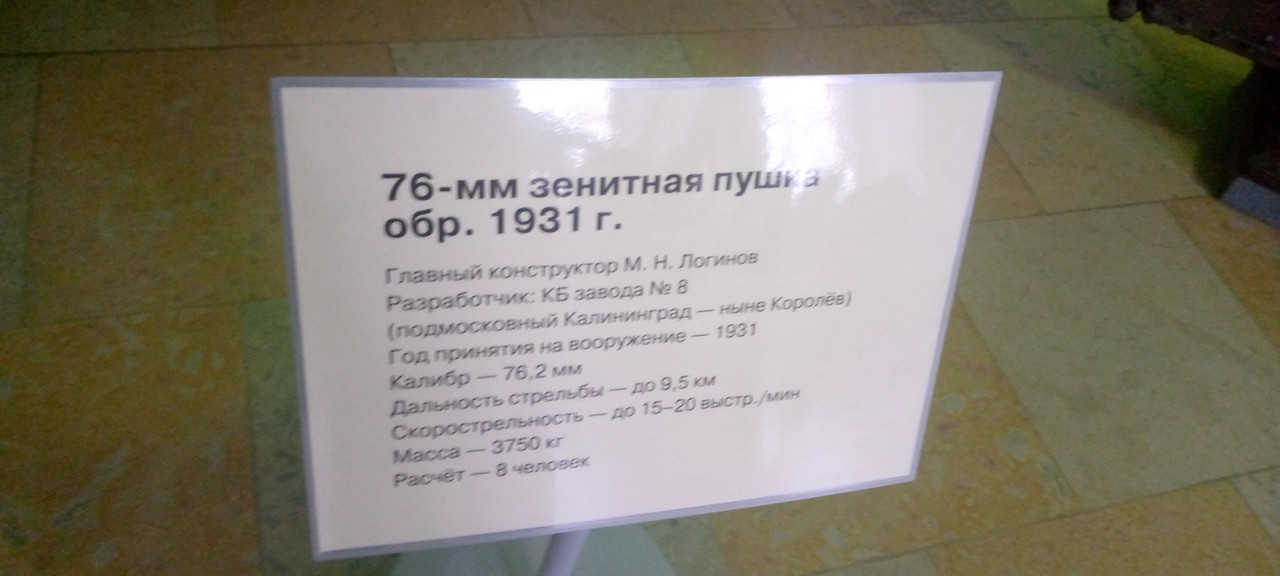 76-мм зенитная пушка
обр. 1931 г.
Главный конструктор М. Н. Логинов
Разработчик: КБ завода № 8
(подмосковный Калининград — ныне Королёв)
Год принятия на вооружение — 1931
Калибр — 76,2 мм
Дальность стрельбы — до 9,5 км
Скорострельность — до 15–20 выстр./мин
Масса — 3750 кг
Расчёт — 8 человек